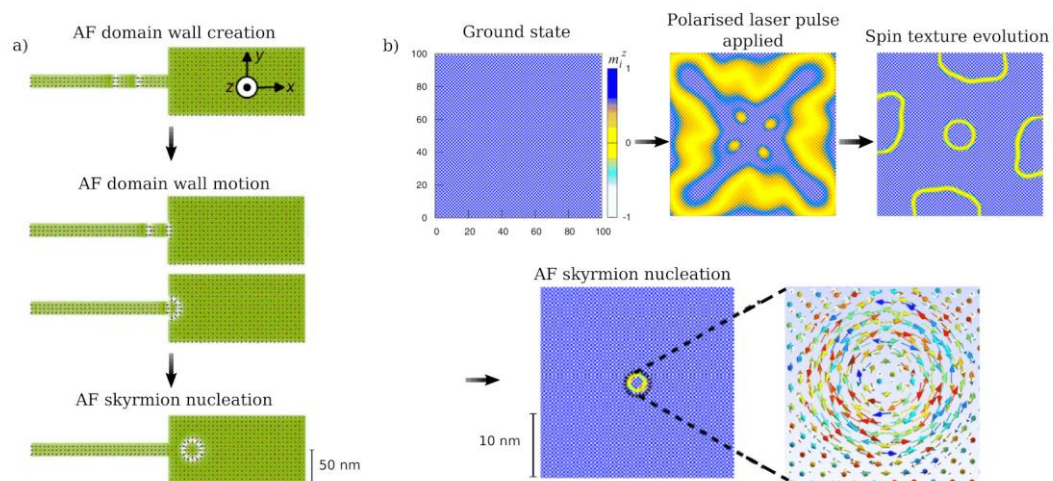 a)
AF domain wall creation
y
z
x
AF domain wall motion
AF skyrmion nucleation
50 nm
b)
Ground state
Polarised laser pulse
applied
Spin texture evolution
100
80
60
40
20
0
0 20 40 60 80 100
m_i^z
1
0
-1
AF skyrmion nucleation
10 nm